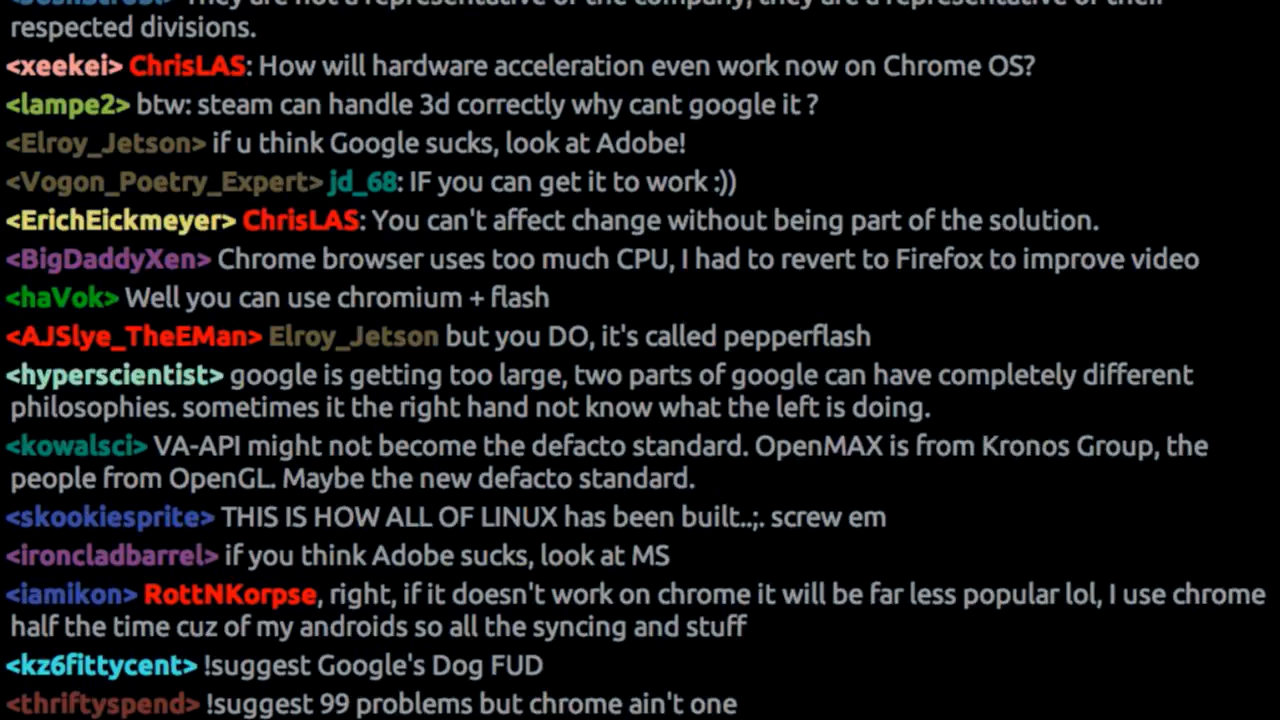 respected divisions.
<xeekei> ChrisLAS: How will hardware acceleration even work now on Chrome OS?
<lampe2> btw: steam can handle 3d correctly why cant google it ?
<Elroy_Jetson> if u think Google sucks, look at Adobe!
<Vogon_Poetry_Expert> jd_68: IF you can get it to work :))
<ErichEickmeyer> ChrisLAS: You can't affect change without being part of the solution.
<BigDaddyXen> Chrome browser uses too much CPU, I had to revert to Firefox to improve video
<haVok> Well you can use chromium + flash
<AJSlye_TheEMan> Elroy_Jetson but you DO, it's called pepperflash
<hyperscientist> google is getting too large, two parts of google can have completely different
philosophies. sometimes it the right hand not know what the left is doing.
<kowalsci> VA-API might not become the defacto standard. OpenMAX is from Kronos Group, the
people from OpenGL. Maybe the new defacto standard.
<skookiesprite> THIS IS HOW ALL OF LINUX has been built..;. screw em
<ironcladbarrel> if you think Adobe sucks, look at MS
<iamikon> RottNKorpse, right, if it doesn't work on chrome it will be far less popular lol, I use chrome
half the time cuz of my androids so all the syncing and stuff
<kz6fittycent> !suggest Google's Dog FUD
<thriftyspend> !suggest 99 problems but chrome ain't one